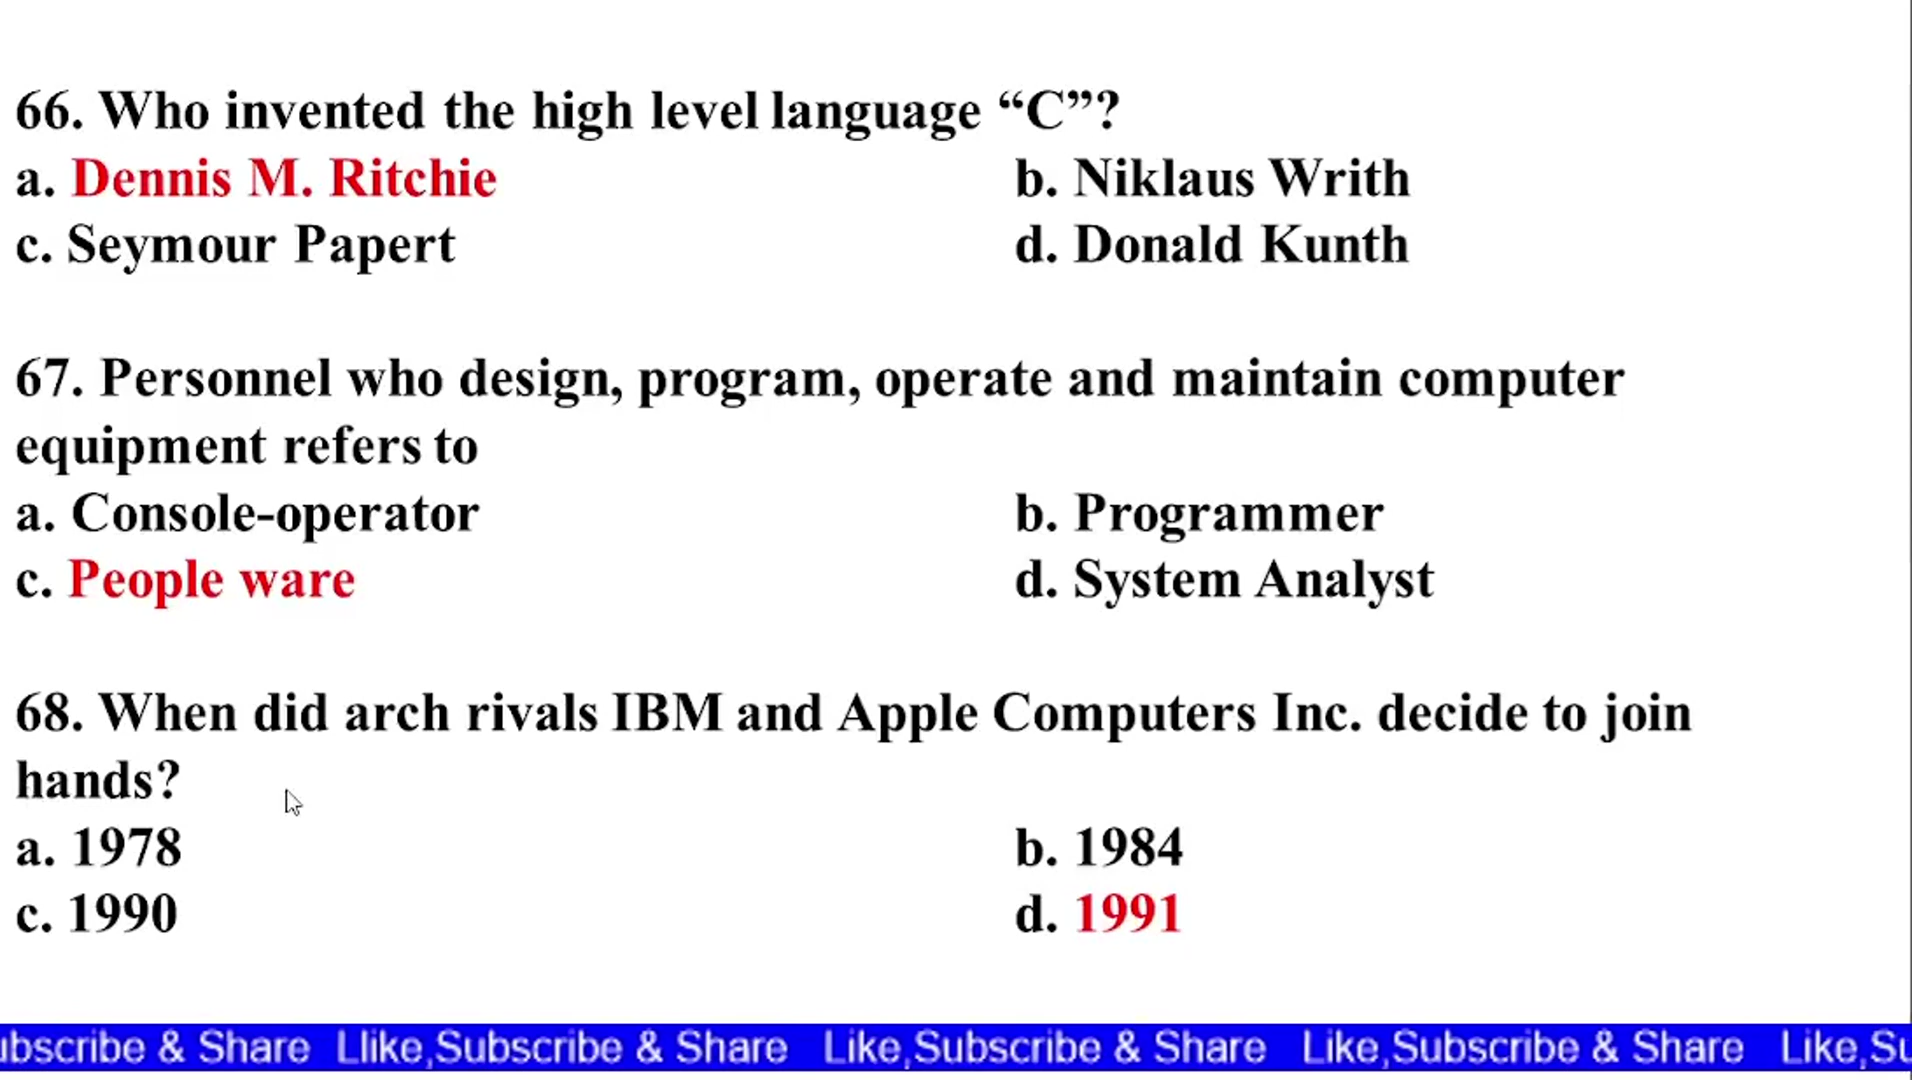 66. Who invented the high level language “C”?
a. Dennis M. Ritchie b. Niklaus Writh
c. Seymour Papert d. Donald Kunth
67. Personnel who design, program, operate and maintain computer
equipment refers to
a. Console-operator b. Programmer
c. People ware d. System Analyst
68. When did arch rivals IBM and Apple Computers Inc. decide to join
hands?
a. 1978 b. 1984
c. 1990 d. 1991
ubscribe & Share Llike,Subscribe & Share Like,Subscribe & Share Like,Subscribe & Share Like,Su